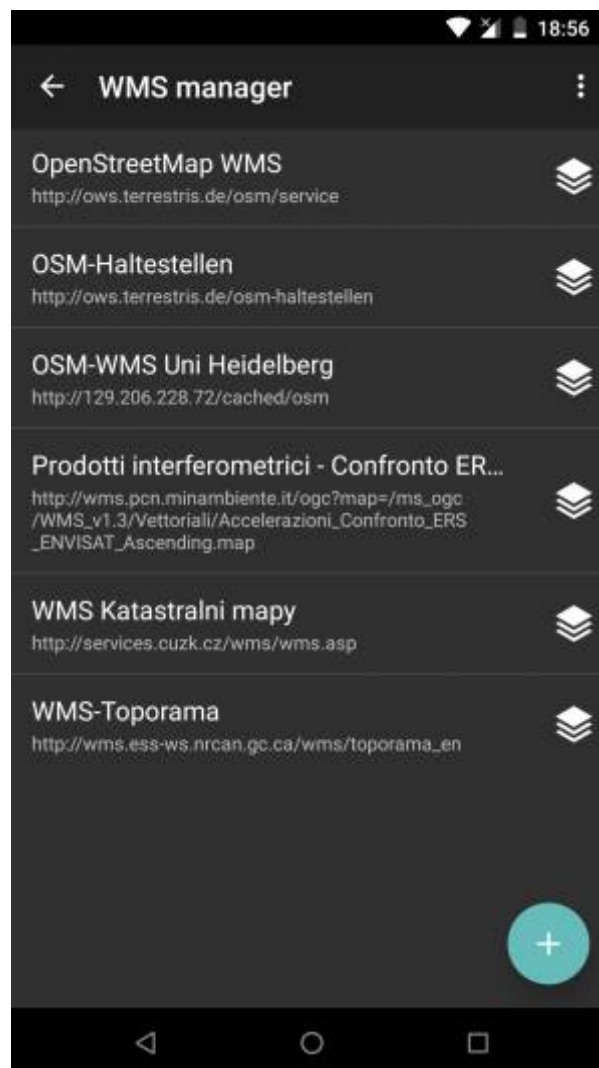 18:56
WMS manager
OpenStreetMap WMS
http://ows.terrestris.de/osm/service
OSM-Haltestellen
http://ows.terrestris.de/osm-haltestellen
OSM-WMS Uni Heidelberg
http://129.206.228.72/cached/osm
Prodotti interferometrici - Confronto ER...
http://wms.pcn.minambiente.it/ogc?map=/ms_ogc
/WMS_v1.3/Vettoriali/Accelerazioni_Confronto_ERS
_ENVISAT_Ascending.map
WMS Katastralni mapy
http://services.cuzk.cz/wms/wms.asp
WMS-Toporama
http://wms.ess-ws.nrcan.gc.ca/wms/toporama_en